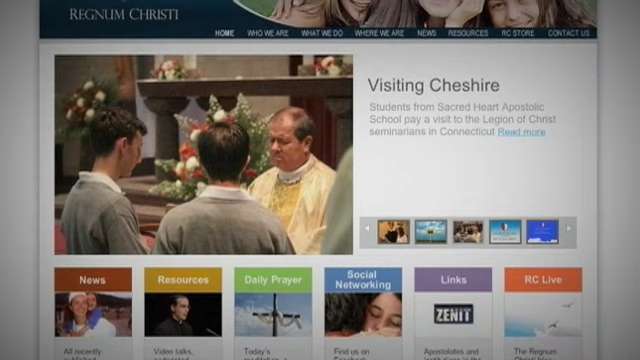 REGNUM CHRISTI
HOME WHO WE ARE WHAT WE DO WHERE WE ARE NEWS RESOURCES RC STORE CONTACT US
Visiting Cheshire
Students from Sacred Heart Apostolic
School pay a visit to the Legion of Christ
seminarians in Connecticut Read more
News
Resources
Daily Prayer
Social
Networking
Links
RC Live
ZENIT
All recently
Video talks,
Today's
Find us on
Apostolates and
The Regnum